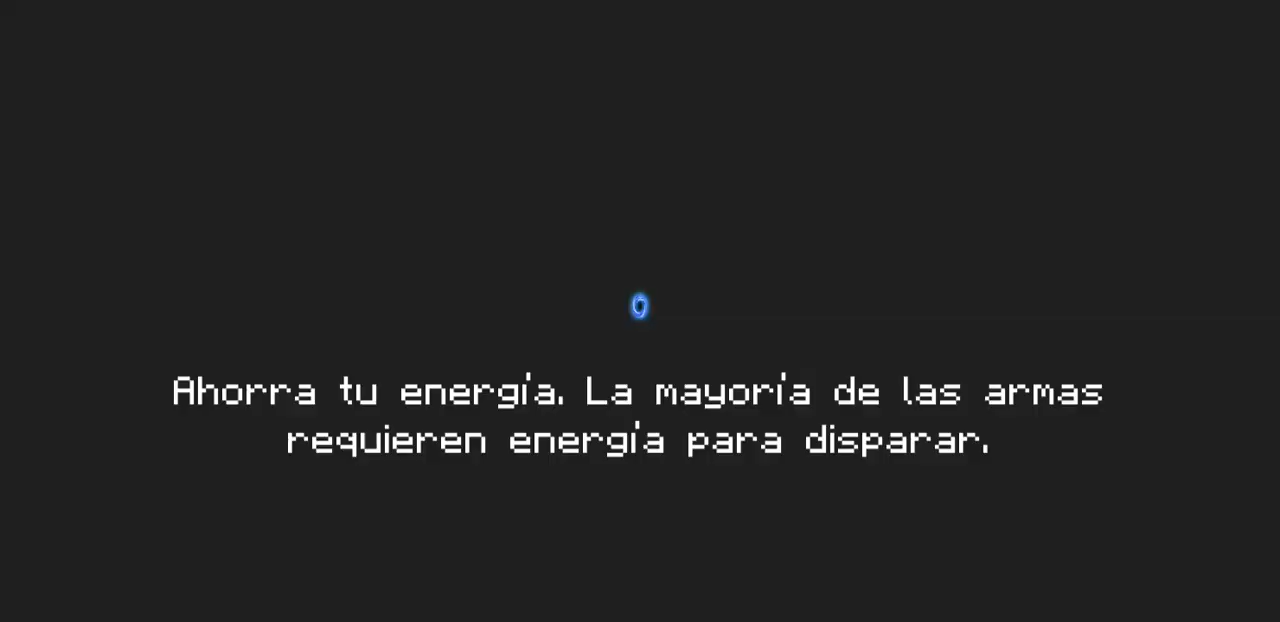 Ahorra tu energía. La mayoría de las armas
requieren energía para disparar.